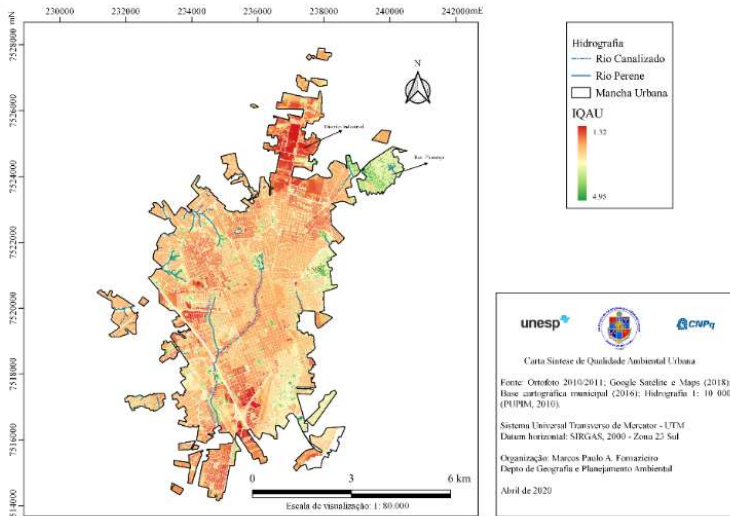 230000 232000 234000 236000 238000 240000 242000mE
7528000 mN
7526000
7524000
7522000
7520000
7518000
7516000
7514000
N
Distrito Industrial
Hidrografia
Rio Canalizado
Rio Perene
Mancha Urbana
IQAU
1.32
4.95
0 3 6 km
Escala de visualização: 1: 80.000
unesp
CNPq
Carta Síntese de Qualidade Ambiental Urbana
Fonte: Ortofoto 2010/2011; Google Satélite e Maps (2018);
Base cartográfica municipal (2016); Hidrografia 1: 10 000
(PUPIM, 2010).
Sistema Universal Transverso de Mercator - UTM
Datum horizontal: SIRGAS, 2000 - Zona 23 Sul
Organização: Marcos Paulo A. Fornazieiro
Depto de Geografia e Planejamento Ambiental
Abril de 2020